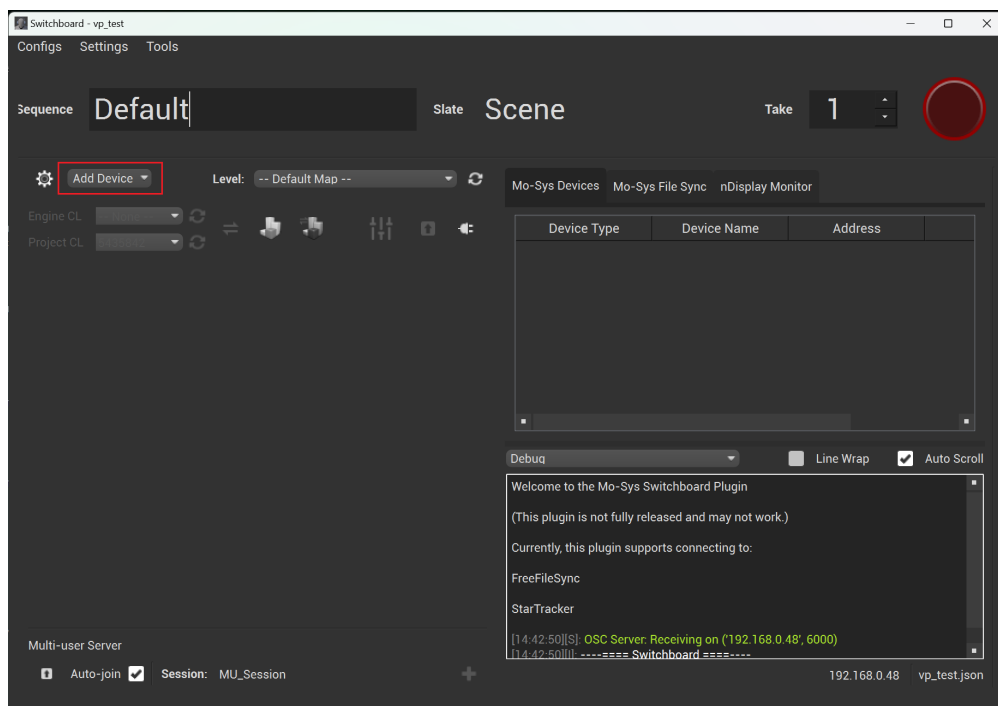 Switchboard - vp_test
Configs Settings Tools
Sequence Default Slate Scene Take 1
Add Device Level: -- Default Map --
Mo-Sys Devices Mo-Sys File Sync nDisplay Monitor
Engine CL
Project CL
Device Type Device Name Address
Debug Line Wrap Auto Scroll
Welcome to the Mo-Sys Switchboard Plugin
(This plugin is not fully released and may not work.)
Currently, this plugin supports connecting to:
FreeFileSync
StarTracker
[14:42:50][S]: OSC Server: Receiving on ('192.168.0.48', 6000)
[14:42:50][I]: ----==== Switchboard ====----
Multi-user Server
Auto-join Session: MU_Session
192.168.0.48 vp_test.json